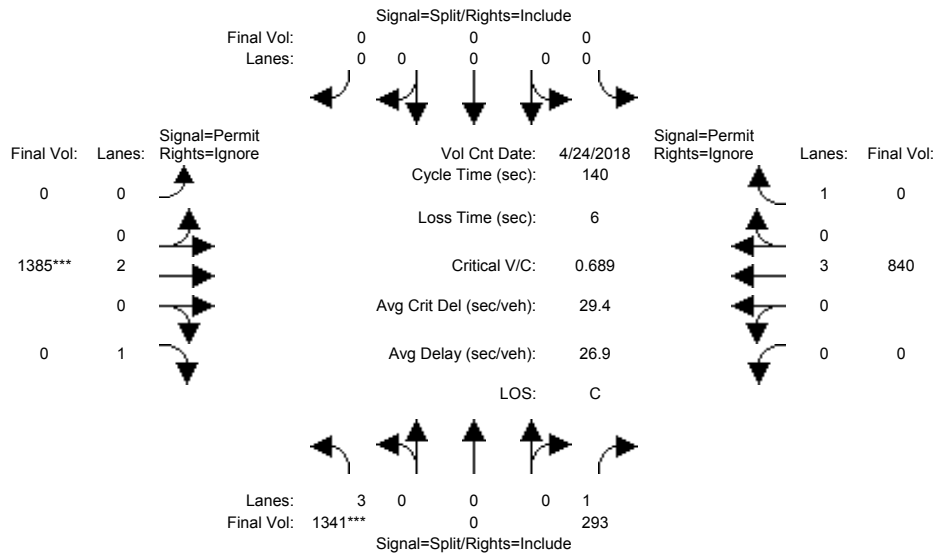 Signal=Split/Rights=Include
Final Vol: 0 0 0
Lanes: 0 0 0 0 0
Signal=Permit Signal=Permit
Final Vol: Lanes: Rights=Ignore Vol Cnt Date: 4/24/2018 Rights=Ignore Lanes: Final Vol:
Cycle Time (sec): 140
0 0 1 0
Loss Time (sec): 6
0 0
1385*** 2 Critical V/C: 0.689 3 840
0 Avg Crit Del (sec/veh): 29.4 0
0 1 Avg Delay (sec/veh): 26.9 0 0
LOS: C
Lanes: 3 0 0 0 1
Final Vol: 1341*** 0 293
Signal=Split/Rights=Include